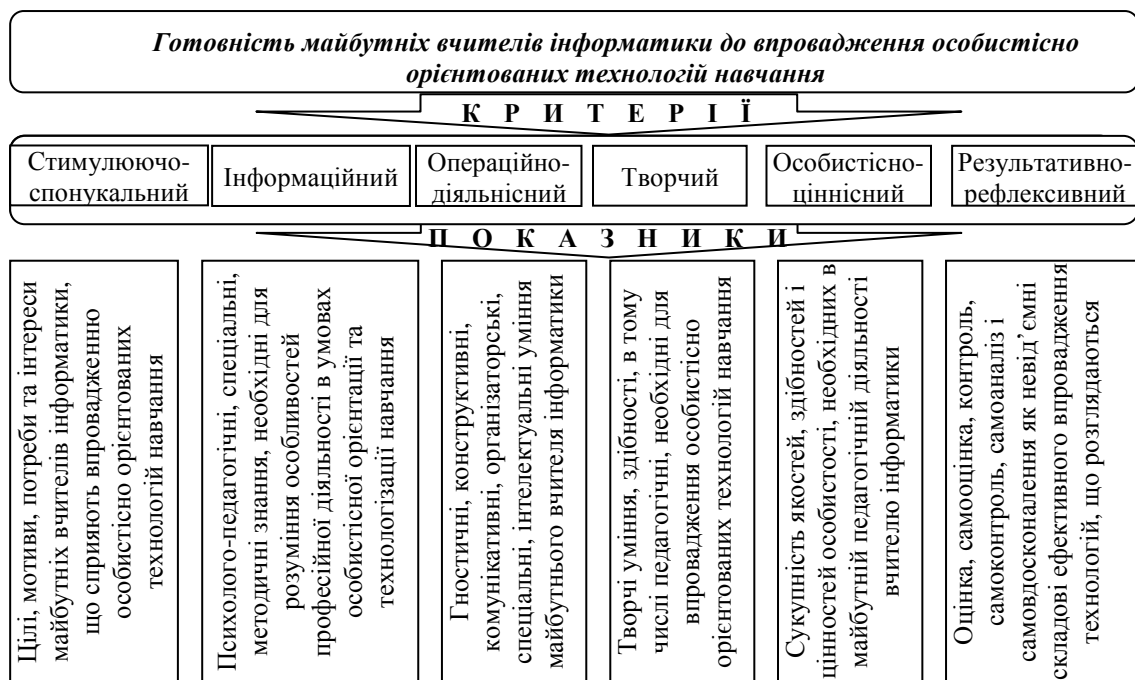 Готовність майбутніх вчителів інформатики до впровадження особистісно
орієнтованих технологій навчання
К Р И Т Е Р І Ї
Стимулюючо-
спонукальний
Інформаційний
Операційно-
діяльнісний
Творчий
Особистісно-
ціннісний
Результативно-
рефлексивний
П О К А З Н И К И
Цілі, мотиви, потреби та інтереси
майбутніх вчителів інформатики,
що сприяють впровадженню
особистісно орієнтованих
технологій навчання
Психолого-педагогічні, спеціальні,
методичні знання, необхідні для
розуміння особливостей
професійної діяльності в умовах
особистісної орієнтації та
технологізації навчання
Гностичні, конструктивні,
комунікативні, організаторські,
спеціальні, інтелектуальні уміння
майбутнього вчителя інформатики
Творчі уміння, здібності, в тому
числі педагогічні, необхідні для
впровадження особистісно
орієнтованих технологій навчання
Сукупність якостей, здібностей і
цінностей особистості, необхідних в
майбутній педагогічній діяльності
вчителю інформатики
Оцінка, самооцінка, контроль,
самоконтроль, самоаналіз і
самовдосконалення як невід’ємні
складові ефективного впровадження
технологій, що розглядаються